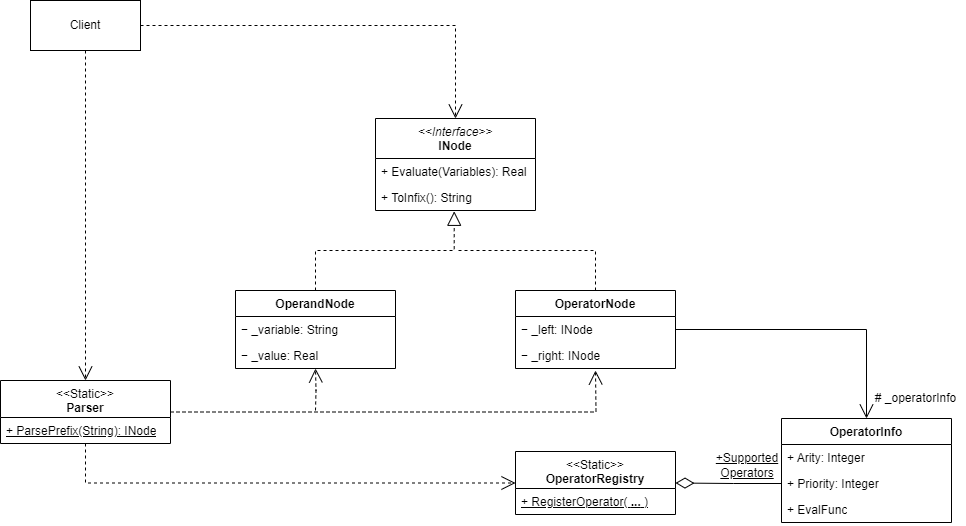 Client
<<Interface>>
INode
+ Evaluate(Variables): Real
+ ToInfix(): String
OperandNode
− _variable: String
− _value: Real
OperatorNode
− _left: INode
− _right: INode
<<Static>>
Parser
+ ParsePrefix(String): INode
# _operatorInfo
OperatorInfo
+ Arity: Integer
+ Priority: Integer
+ EvalFunc
+Supported
Operators
<<Static>>
OperatorRegistry
+ RegisterOperator( ... )